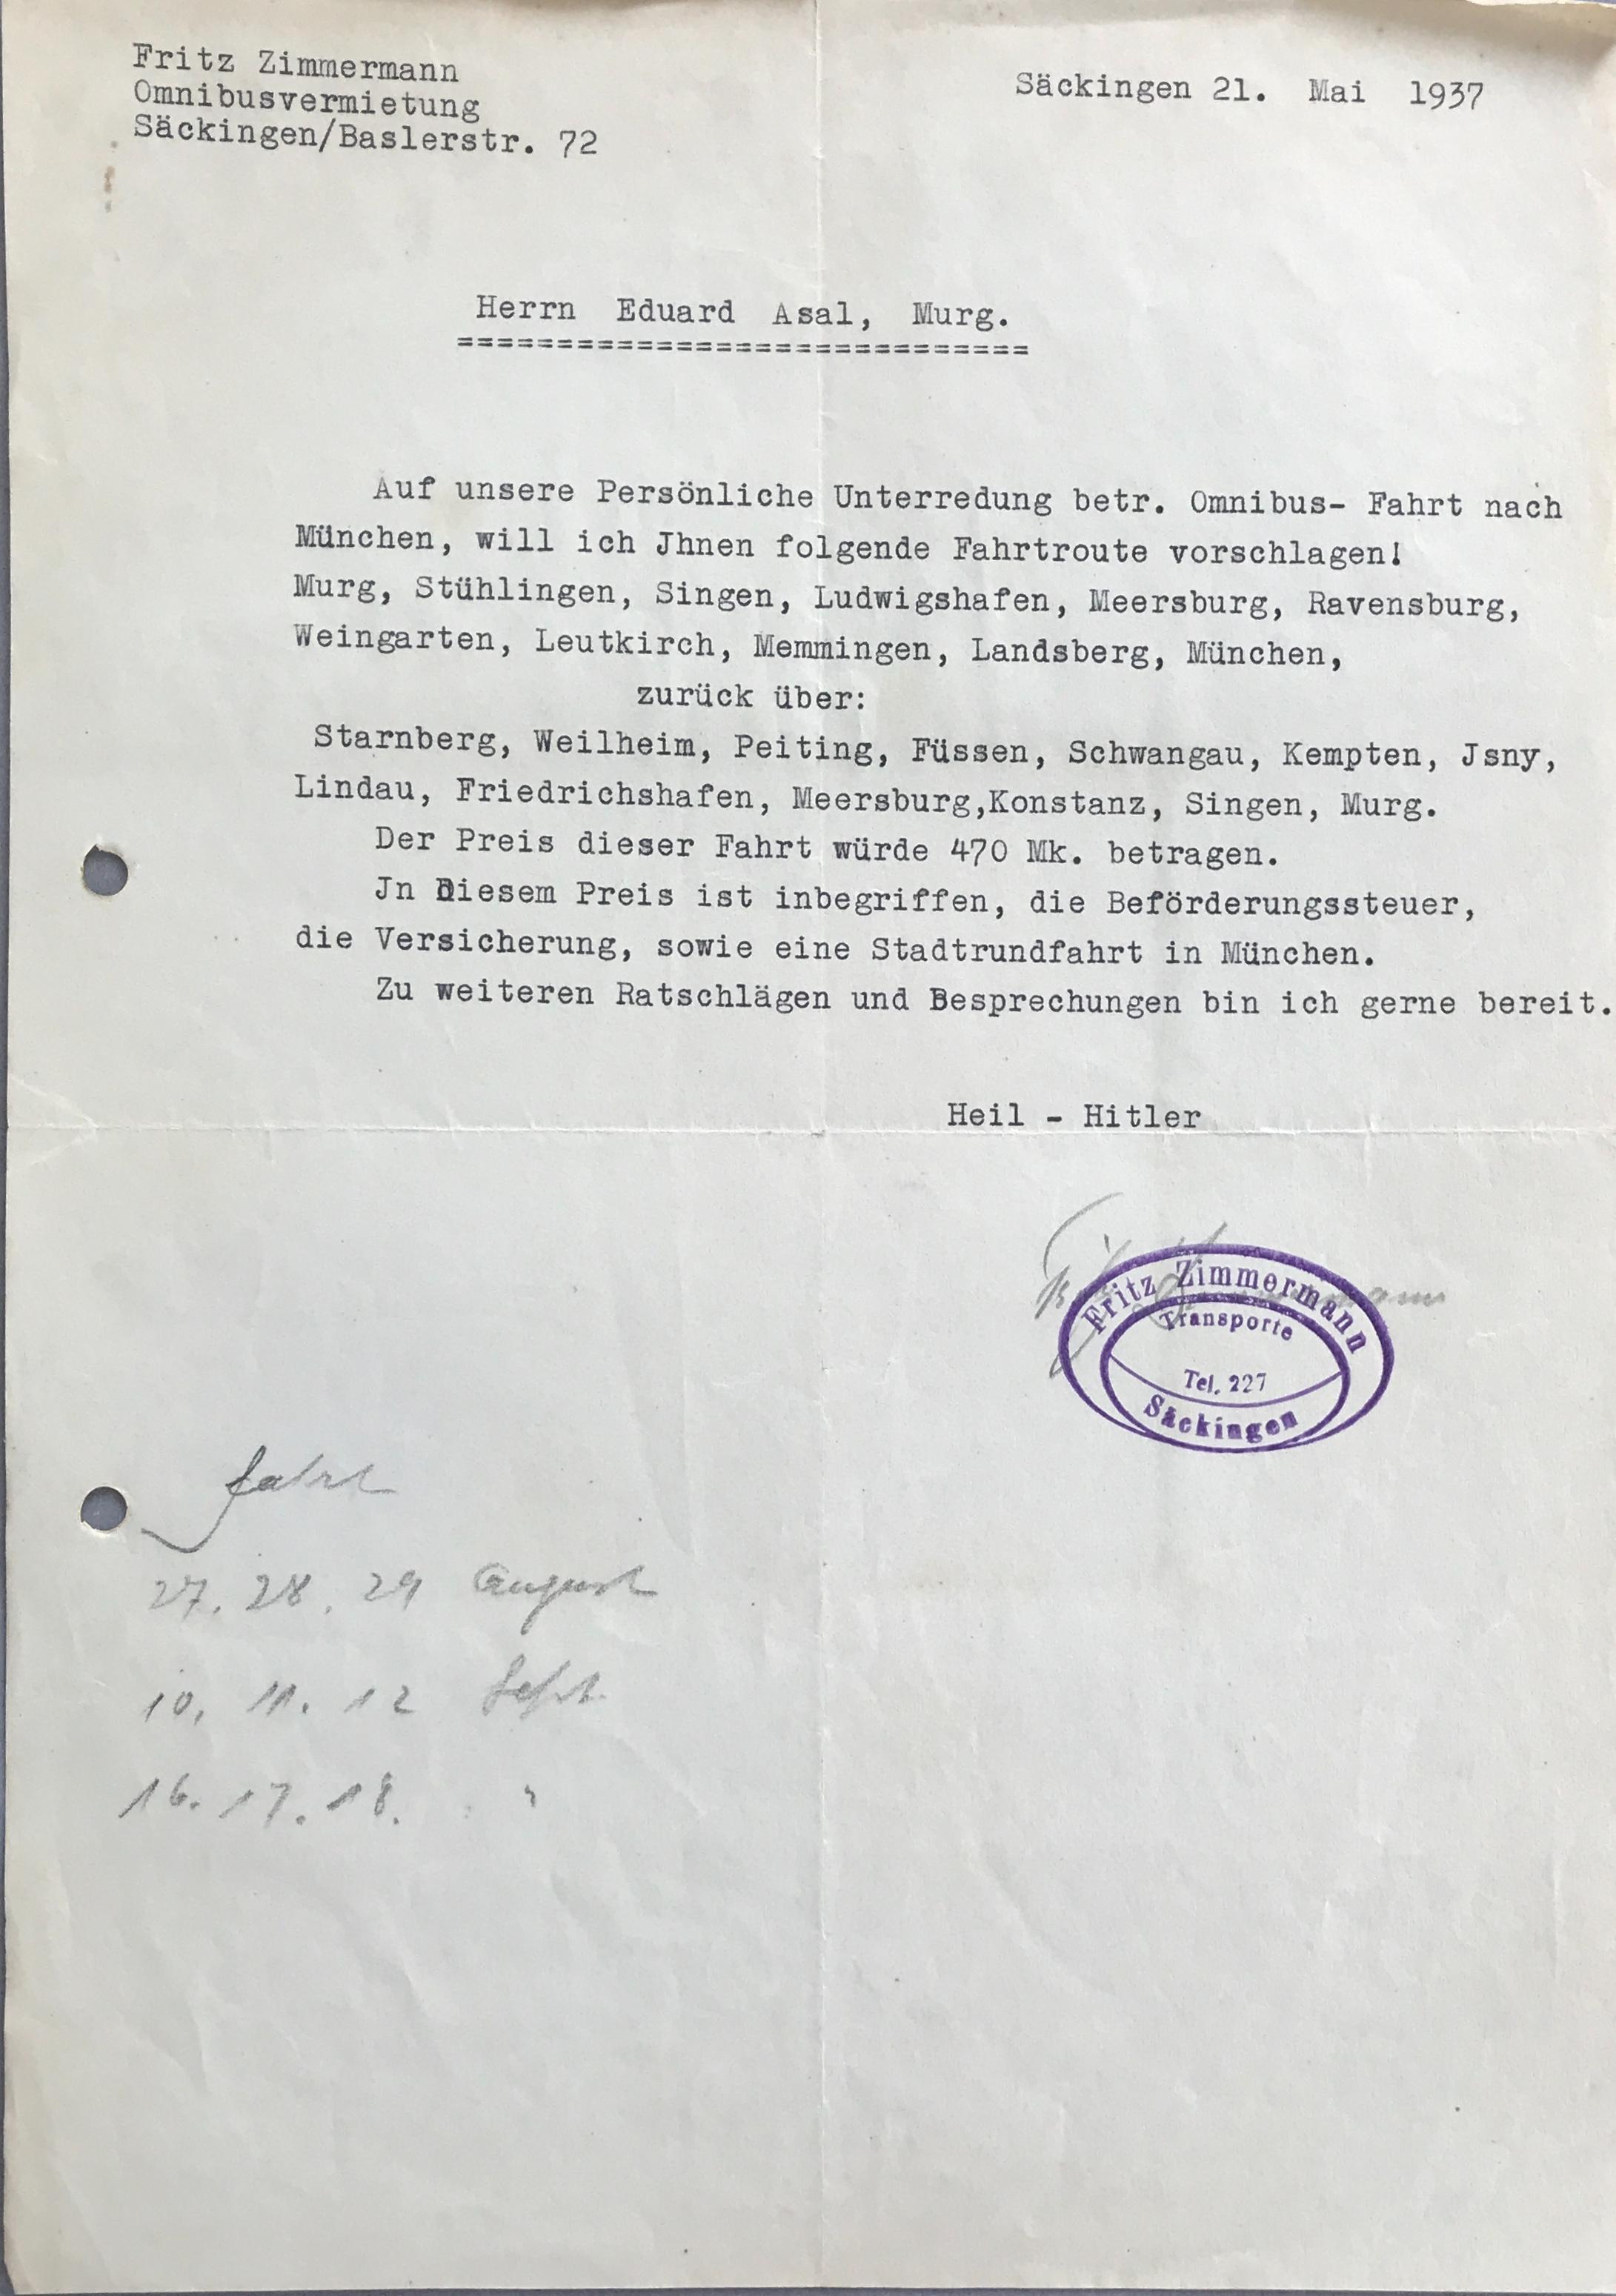 Fritz Zimmermann
Omnibusvermietung
Säckingen/Baslerstr. 72
Säckingen 21. Mai 1937
Herrn Eduard Asal, Murg.
=============================
Auf unsere Persönliche Unterredung betr. Omnibus- Fahrt nach
München, will ich Jhnen folgende Fahrtroute vorschlagen!
Murg, Stühlingen, Singen, Ludwigshafen, Meersburg, Ravensburg,
Weingarten, Leutkirch, Memmingen, Landsberg, München,
zurück über:
Starnberg, Weilheim, Peiting, Füssen, Schwangau, Kempten, Jsny,
Lindau, Friedrichshafen, Meersburg,Konstanz, Singen, Murg.
Der Preis dieser Fahrt würde 470 Mk. betragen.
Jn Diesem Preis ist inbegriffen, die Beförderungssteuer,
die Versicherung, sowie eine Stadtrundfahrt in München.
Zu weiteren Ratschlägen und Besprechungen bin ich gerne bereit.
Heil - Hitler
Fritz Zimmermann
Fritz Zimmermann
Transporte
Tel. 227
Säckingen
fahrt
27. 28. 29 August
10, 11. 12 Sept.
16. 17. 18. "